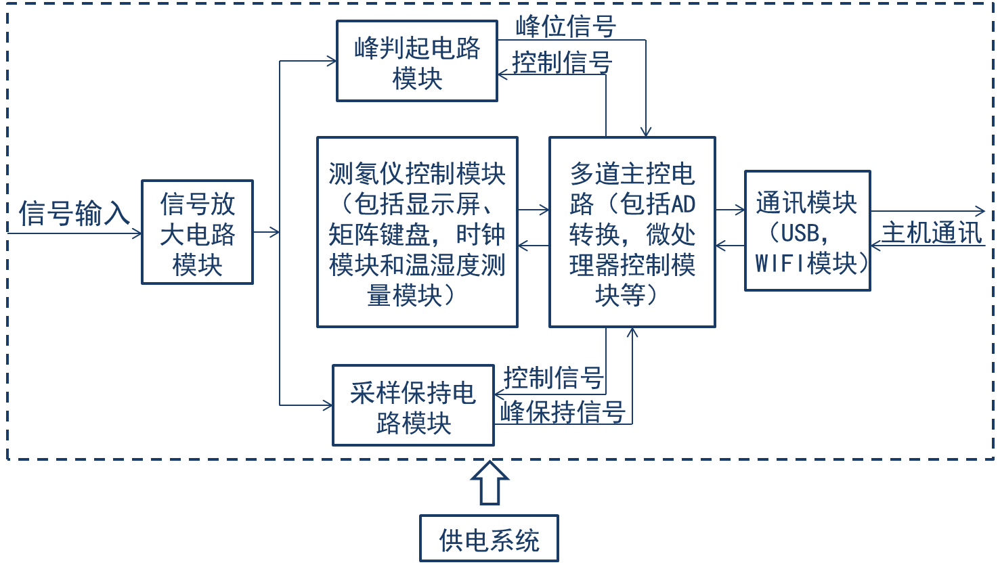 峰位信号
峰判起电路
模块
控制信号
测氡仪控制模块
（包括显示屏、
矩阵键盘，时钟
模块和温湿度测
量模块）
多道主控电
路（包括AD
转换，微处
理器控制模
块等）
信号输入
信号放
大电路
模块
通讯模块
（USB，
WIFI模块）
主机通讯
控制信号
采样保持电
路模块
峰保持信号
供电系统